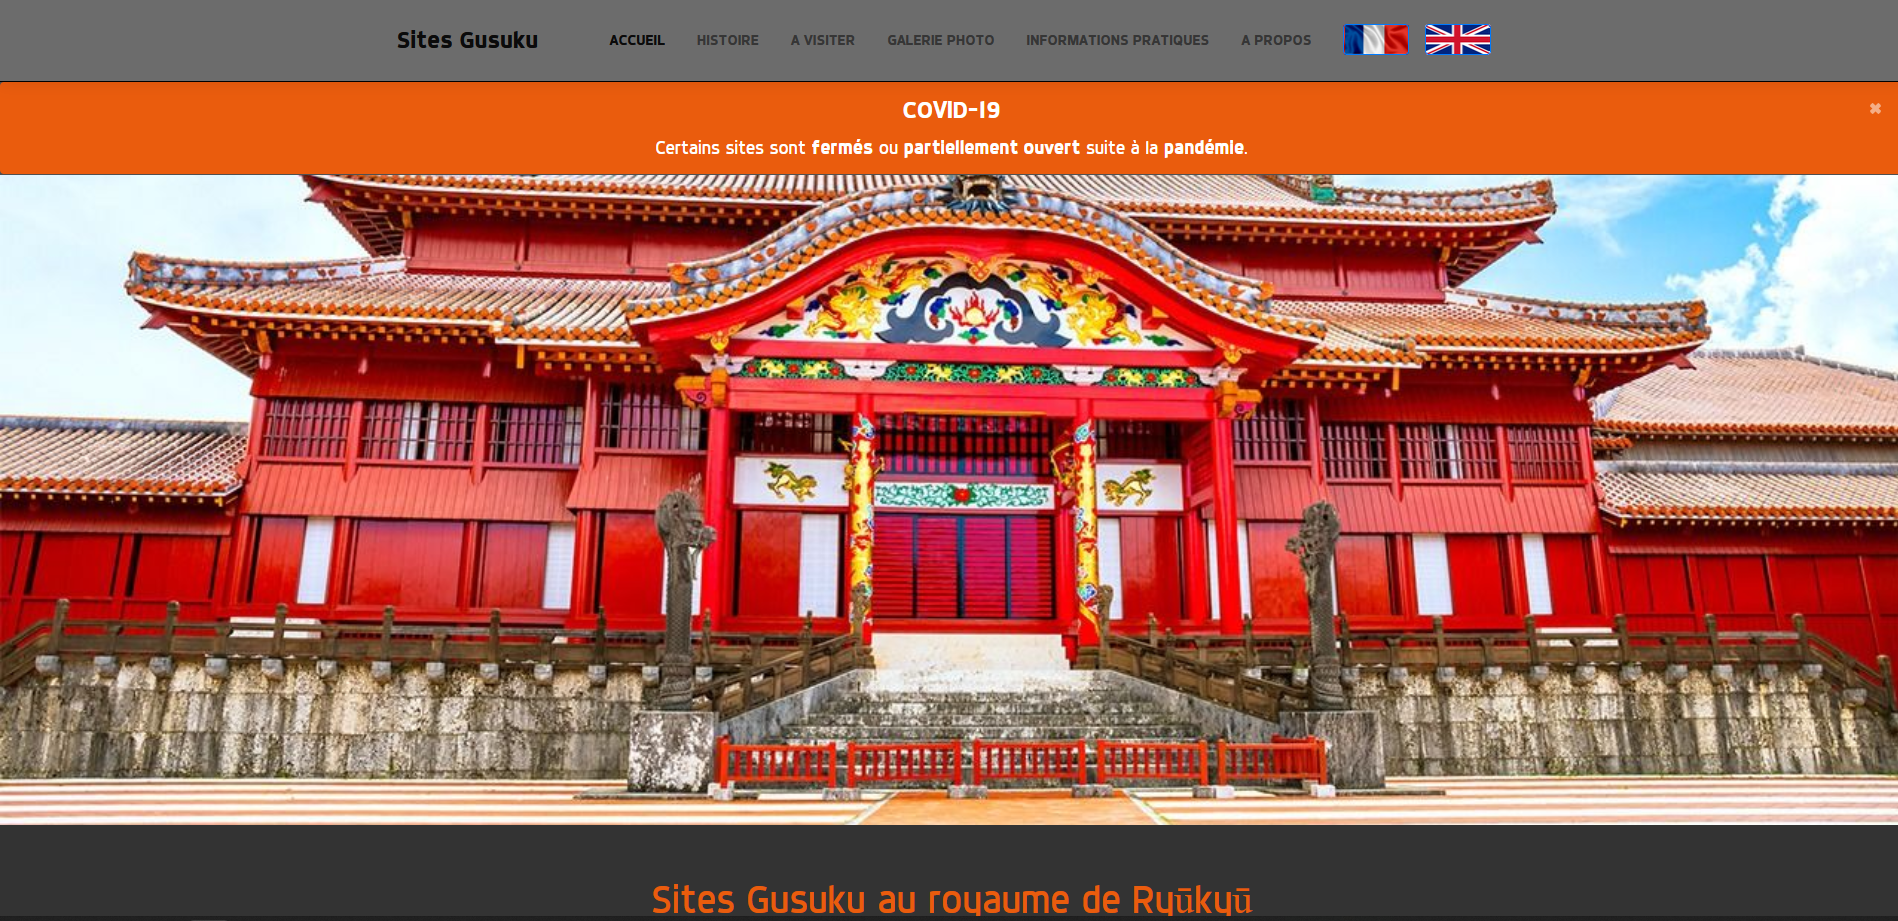 Sites Gusuku
ACCUEIL HISTOIRE A VISITER GALERIE PHOTO INFORMATIONS PRATIQUES A PROPOS
COVID-19
×
Certains sites sont fermés ou partiellement ouvert suite à la pandémie.
Sites Gusuku au royaume de Ryūkyū